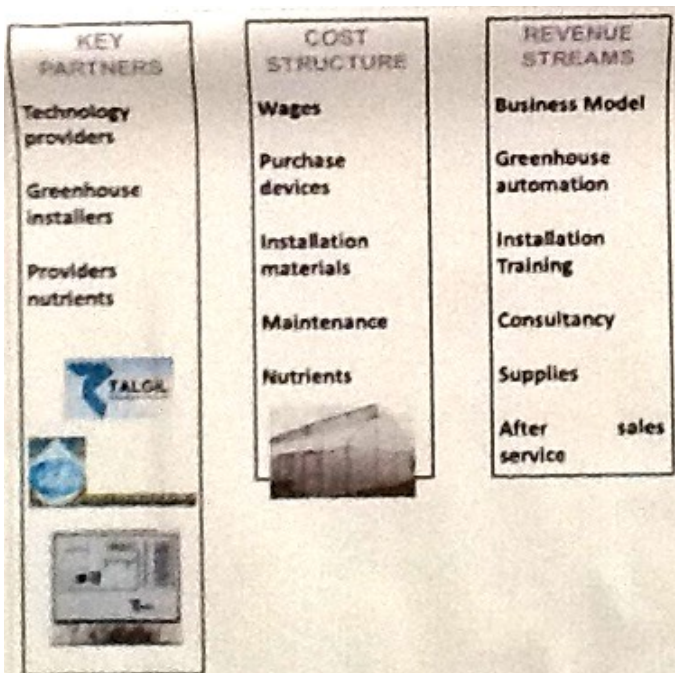 KEY
PARTNERS
Technology
providers
Greenhouse
installers
Providers
nutrients
TALGIL
COST
STRUCTURE
Wages
Purchase
devices
Installation
materials
Maintenance
Nutrients
REVENUE
STREAMS
Business Model
Greenhouse
automation
Installation
Training
Consultancy
Supplies
After sales
service